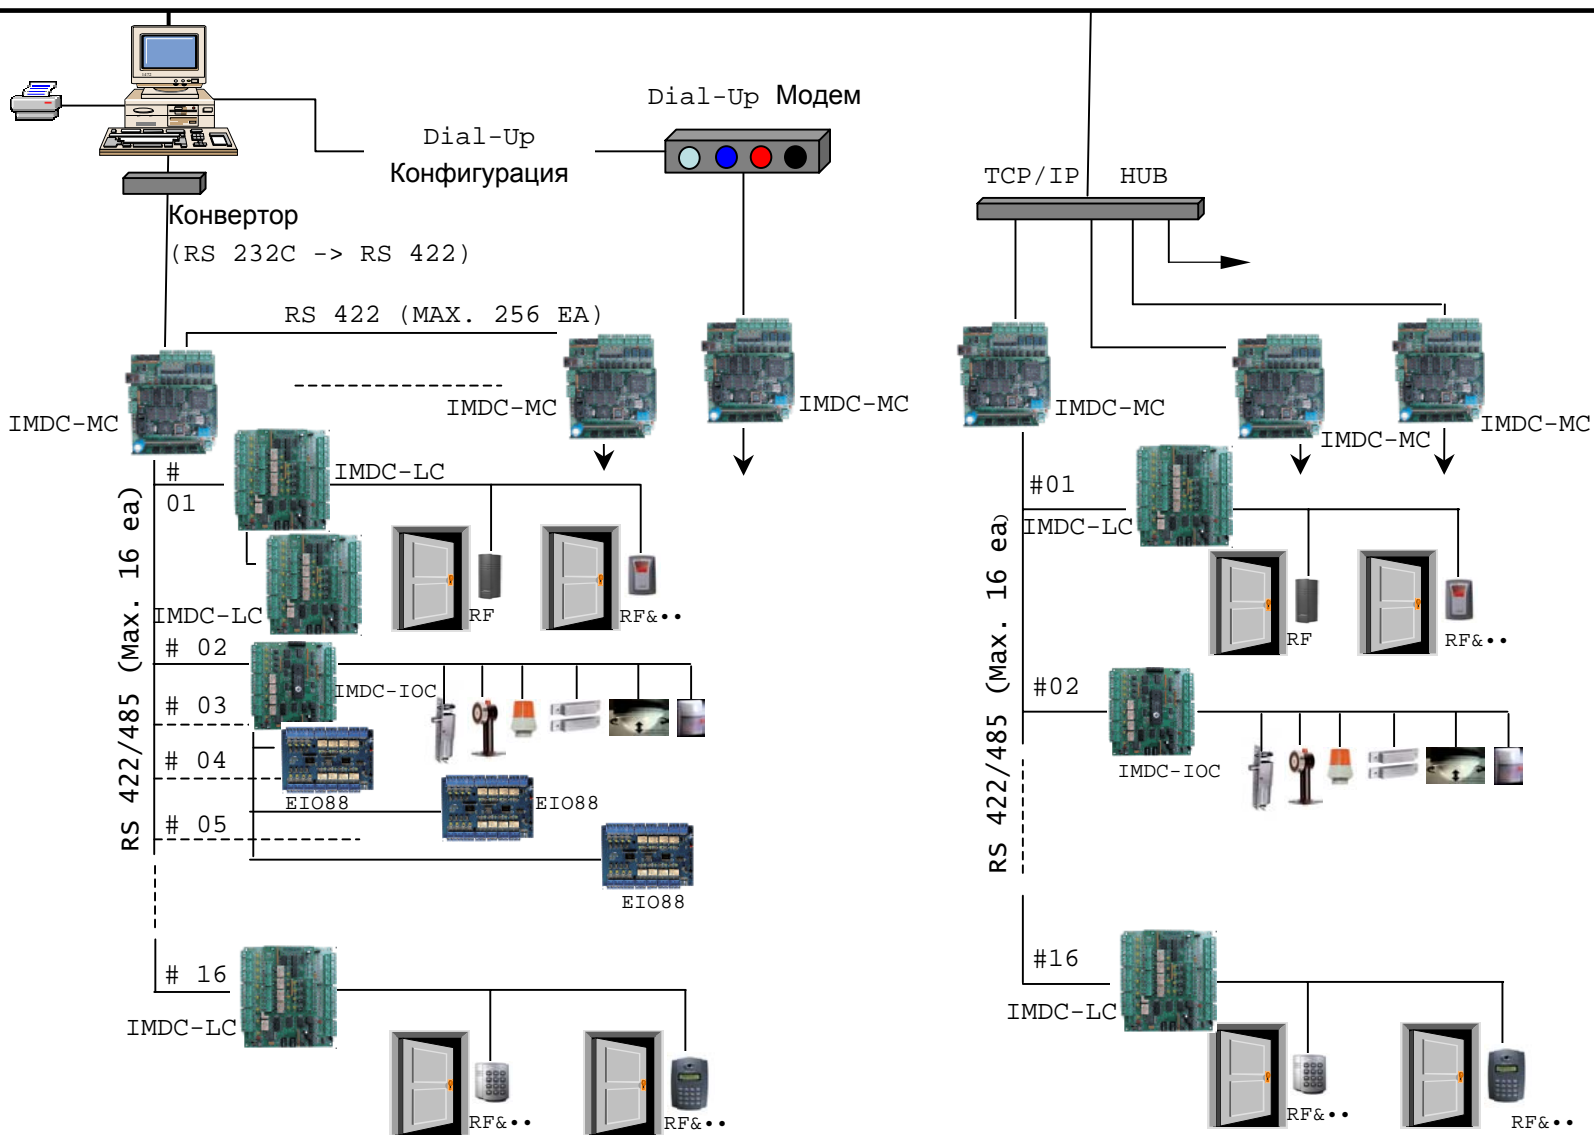 Dial-Up Модем
Dial-Up
Конфигурация
TCP/IP HUB
Конвертор
(RS 232C -> RS 422)
RS 422 (MAX. 256 EA)
IMDC-MC
IMDC-MC
IMDC-MC
IMDC-MC
IMDC-MC
IMDC-MC
#
01
IMDC-LC
IMDC-LC
RF
RF&••
# 02
IMDC-IOC
# 03
# 04
EIO88
EIO88
# 05
EIO88
RS 422/485 (Max. 16 ea)
# 16
IMDC-LC
RF&••
RF&••
#01
IMDC-LC
RF
RF&••
#02
IMDC-IOC
RS 422/485 (Max. 16 ea)
#16
IMDC-LC
RF&••
RF&••